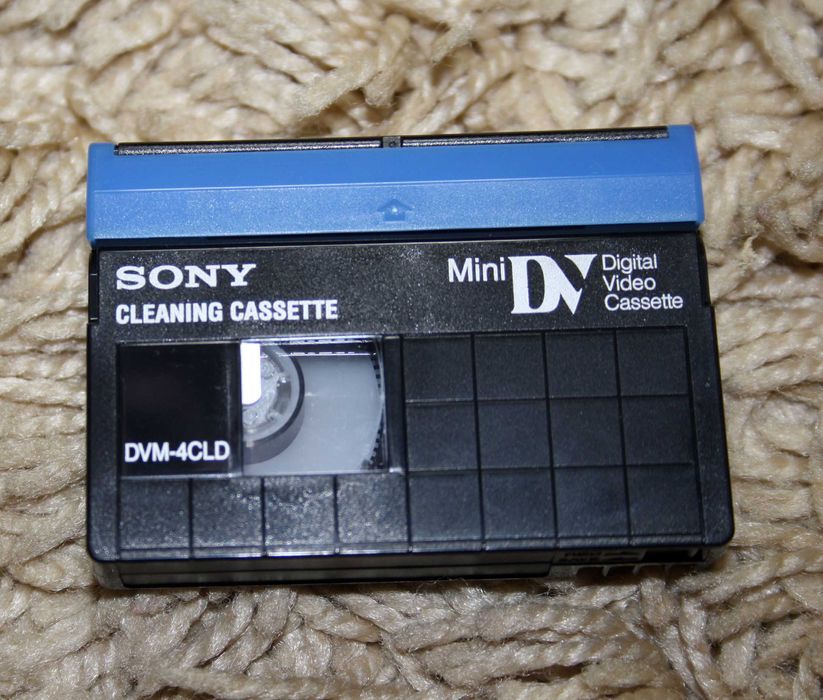 SONY
CLEANING CASSETTE
Mini DV Digital
Video
Cassette
DVM-4CLD